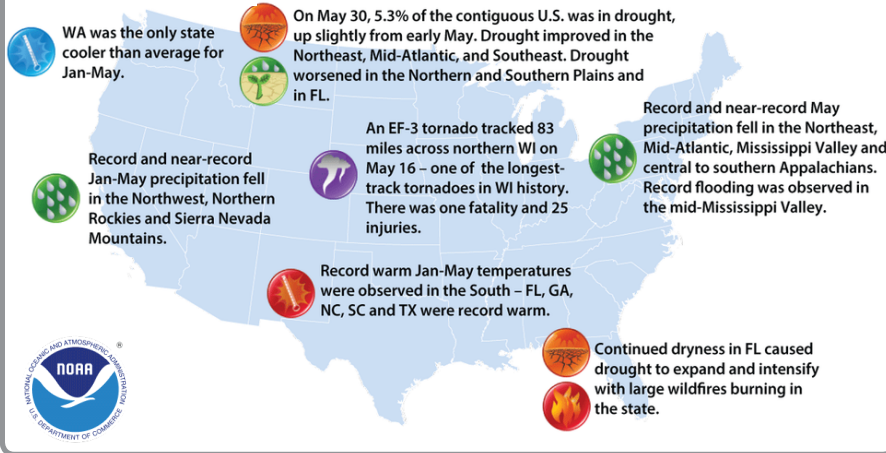 WA was the only state
cooler than average for
Jan-May.
On May 30, 5.3% of the contiguous U.S. was in drought,
up slightly from early May. Drought improved in the
Northeast, Mid-Atlantic, and Southeast. Drought
worsened in the Northern and Southern Plains and
in FL.
Record and near-record May
precipitation fell in the Northeast,
Mid-Atlantic, Mississippi Valley and
central to southern Appalachians.
Record flooding was observed in
the mid-Mississippi Valley.
An EF-3 tornado tracked 83
miles across northern WI on
May 16 – one of the longest-
track tornadoes in WI history.
There was one fatality and 25
injuries.
Record and near-record
Jan-May precipitation fell
in the Northwest, Northern
Rockies and Sierra Nevada
Mountains.
Record warm Jan-May temperatures
were observed in the South – FL, GA,
NC, SC and TX were record warm.
Continued dryness in FL caused
drought to expand and intensify
with large wildfires burning in
the state.
NATIONAL OCEANIC AND ATMOSPHERIC ADMINISTRATION
®
NOAA
U.S. DEPARTMENT OF COMMERCE